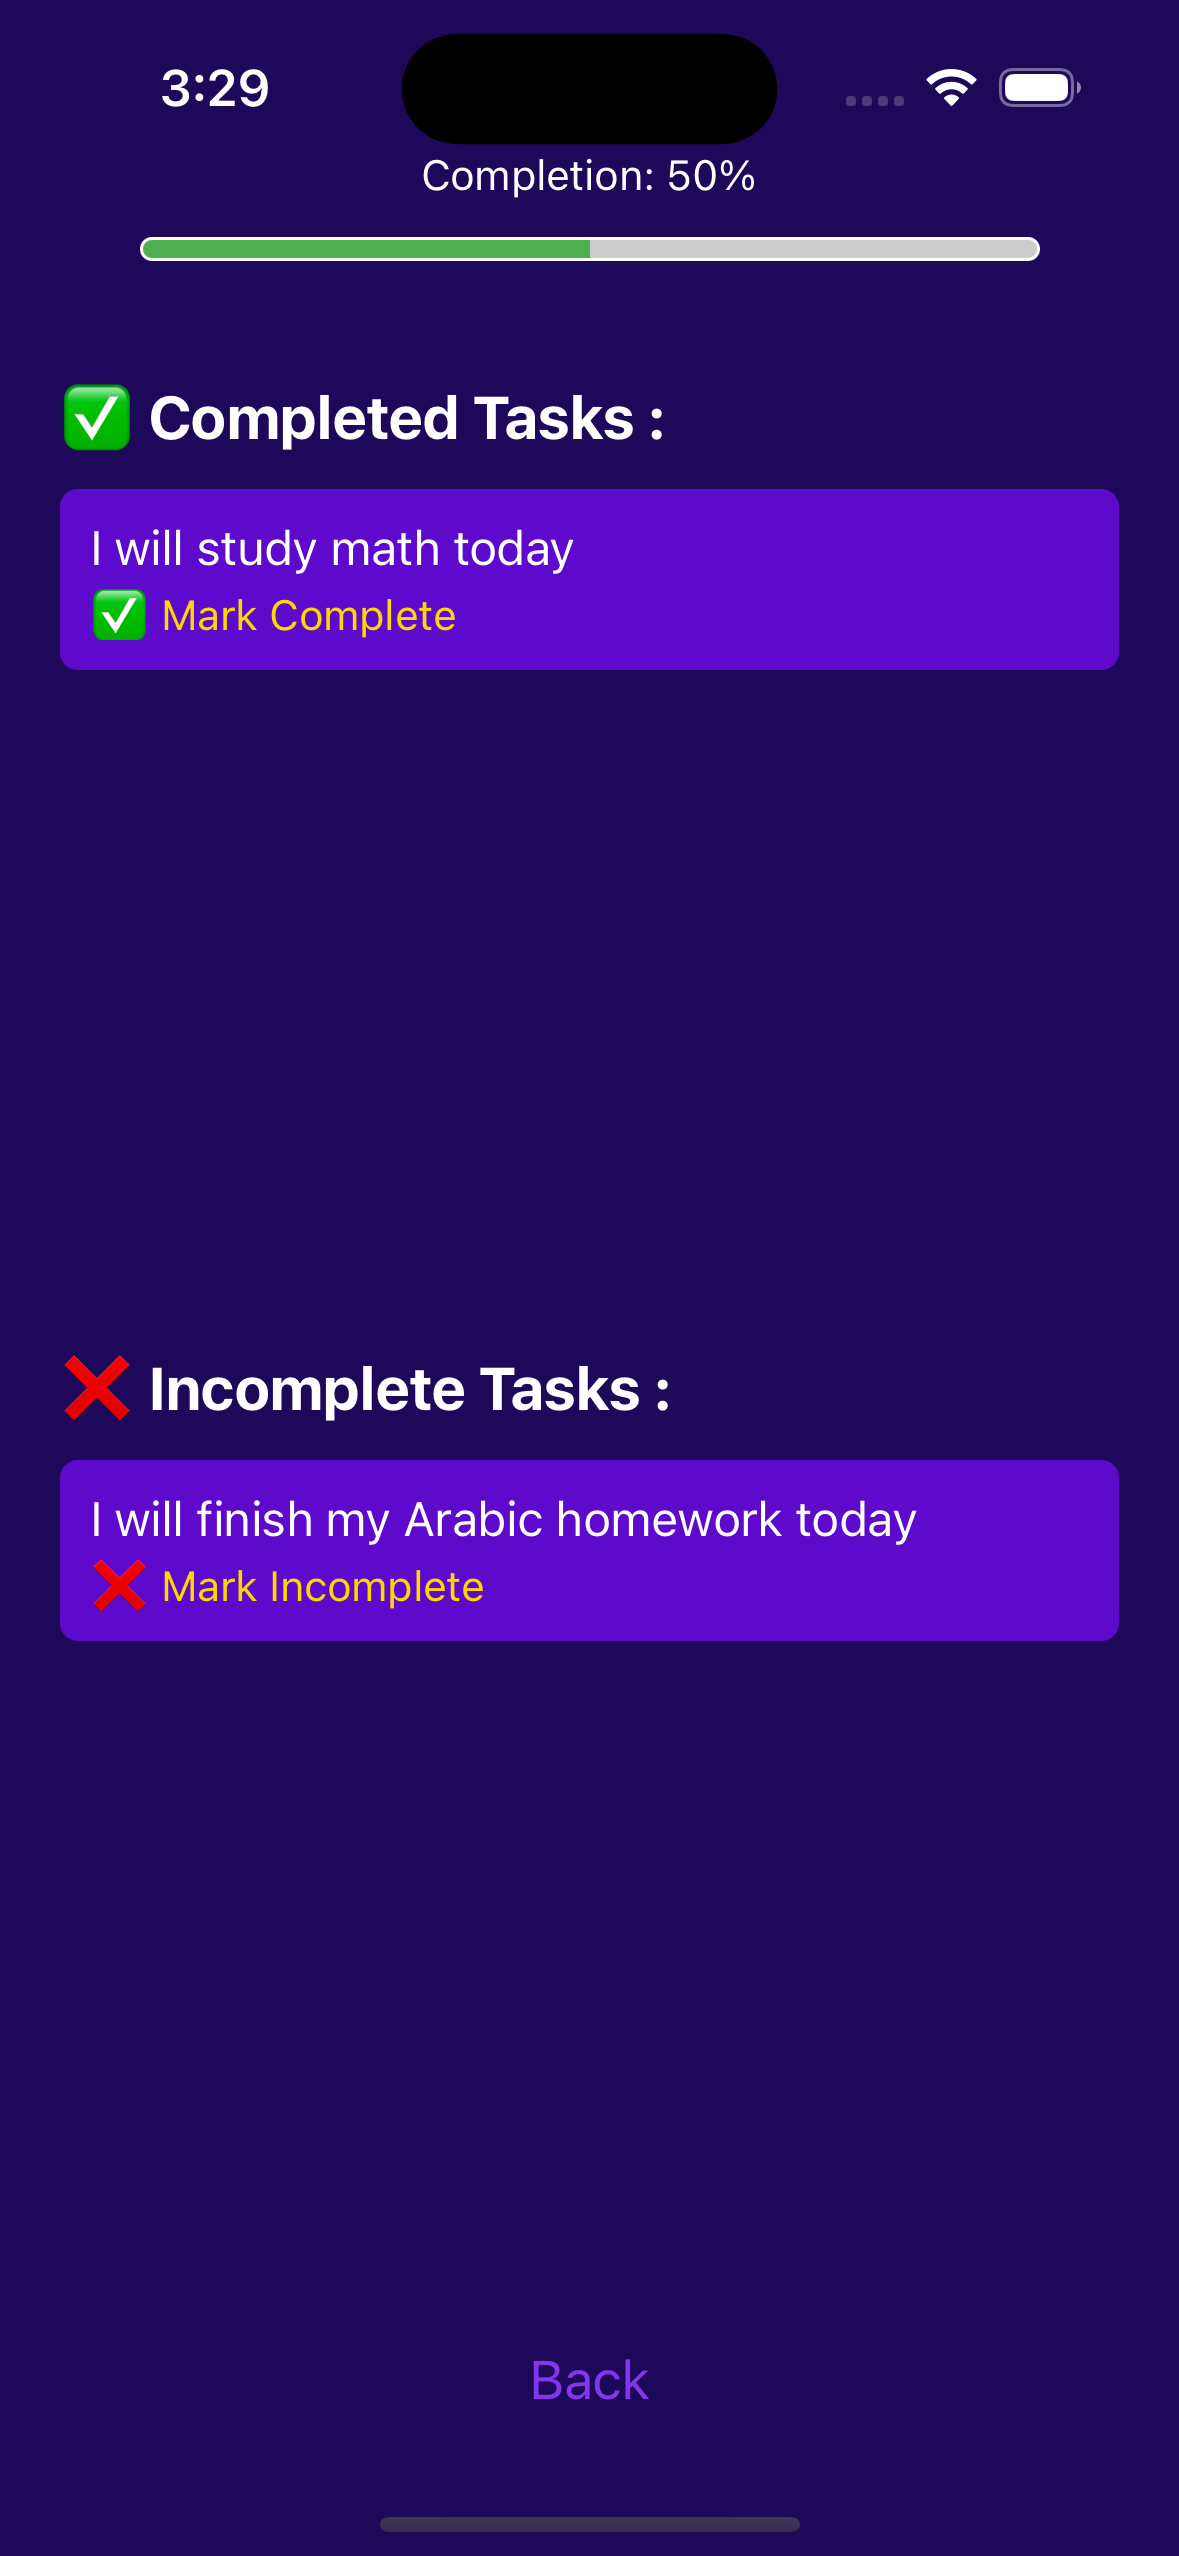 3:29
Completion: 50%
✅ Completed Tasks :
I will study math today
✅ Mark Complete
❌ Incomplete Tasks :
I will finish my Arabic homework today
❌ Mark Incomplete
Back